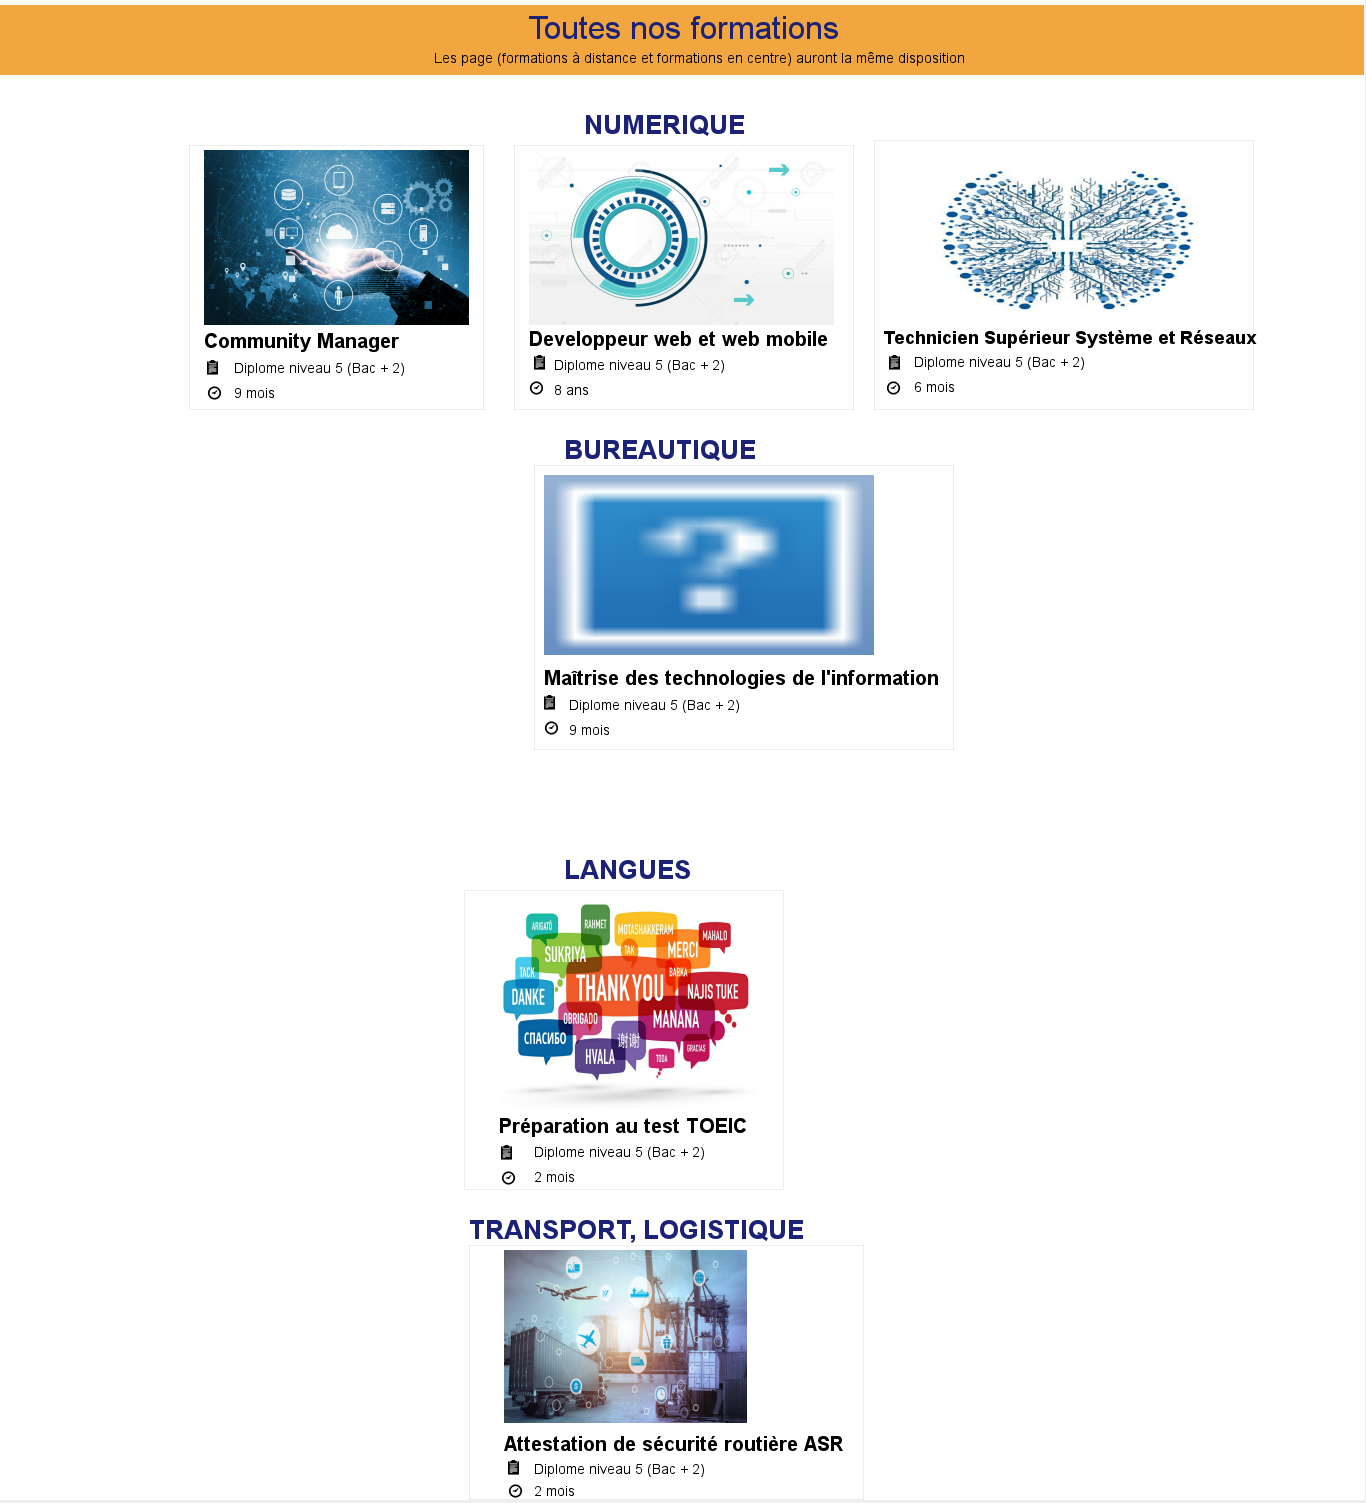 Toutes nos formations
Les page (formations à distance et formations en centre) auront la même disposition
NUMERIQUE
Community Manager
Diplome niveau 5 (Bac + 2)
9 mois
Developpeur web et web mobile
Diplome niveau 5 (Bac + 2)
8 ans
Technicien Supérieur Système et Réseaux
Diplome niveau 5 (Bac + 2)
6 mois
BUREAUTIQUE
?
Maîtrise des technologies de l'information
Diplome niveau 5 (Bac + 2)
9 mois
LANGUES
ARIGATÔ
RAHMET
MOTASHAKKERAM
MAHALO
SUKRIYA
TAK
MERCI
TACK
BARKA
DANKE
THANK YOU
NAJIS TUKE
OBRIGADO
MANANA
СПАСИБО
HVALA
谢谢
TODA
GRACIAS
Préparation au test TOEIC
Diplome niveau 5 (Bac + 2)
2 mois
TRANSPORT, LOGISTIQUE
Attestation de sécurité routière ASR
Diplome niveau 5 (Bac + 2)
2 mois